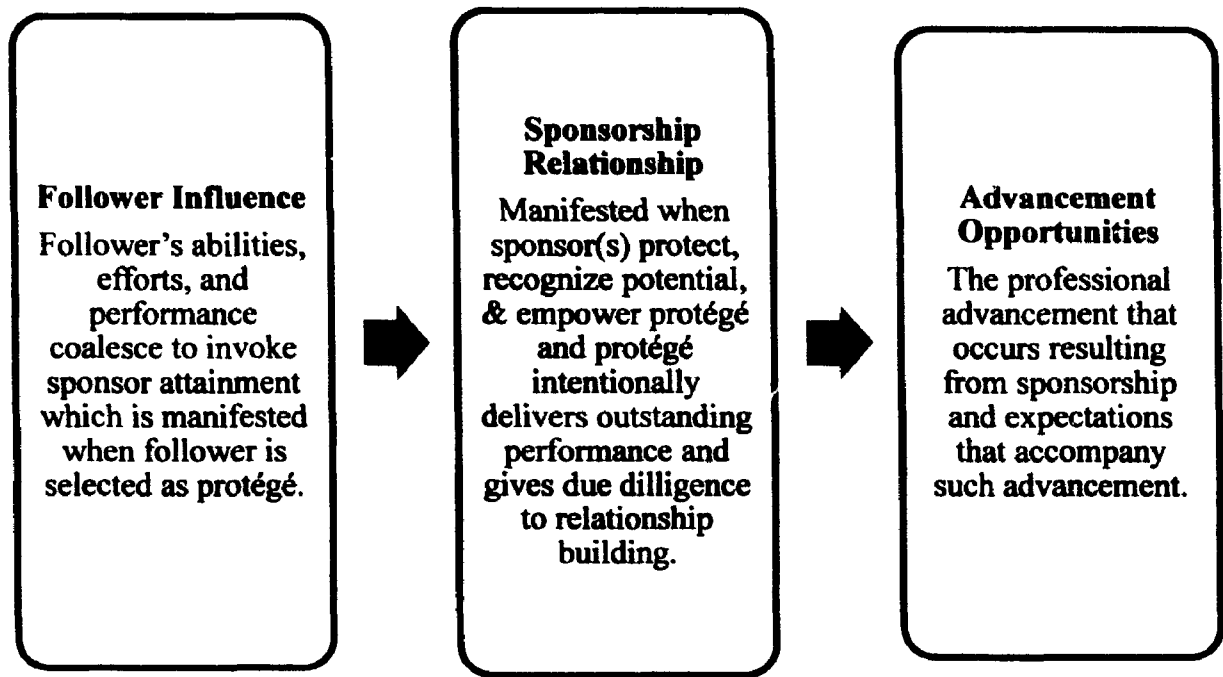 Follower Influence
Follower's abilities,
efforts, and
performance
coalesce to invoke
sponsor attainment
which is manifested
when follower is
selected as protégé.
Sponsorship
Relationship
Manifested when
sponsor(s) protect,
recognize potential,
& empower protégé
and protégé
intentionally
delivers outstanding
performance and
gives due dilligence
to relationship
building.
Advancement
Opportunities
The professional
advancement that
occurs resulting
from sponsorship
and expectations
that accompany
such advancement.